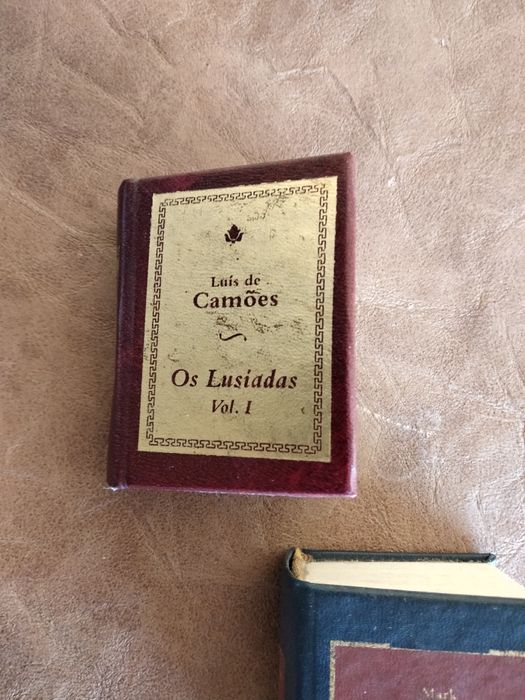 Luís de
Camões
Os Lusíadas
Vol. I